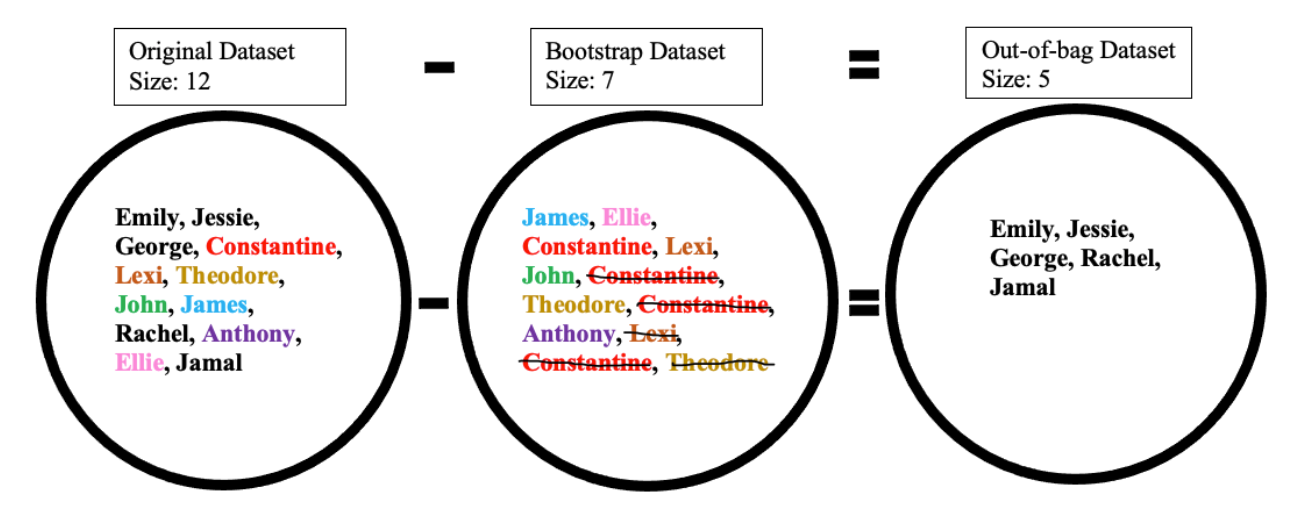 Original Dataset
Size: 12
-
Bootstrap Dataset
Size: 7
=
Out-of-bag Dataset
Size: 5
Emily, Jessie,
George, Constantine,
Lexi, Theodore,
John, James,
Rachel, Anthony,
Ellie, Jamal
-
James, Ellie,
Constantine, Lexi,
John, Constantine,
Theodore, Constantine,
Anthony, Lexi,
Constantine, Theodore
=
Emily, Jessie,
George, Rachel,
Jamal